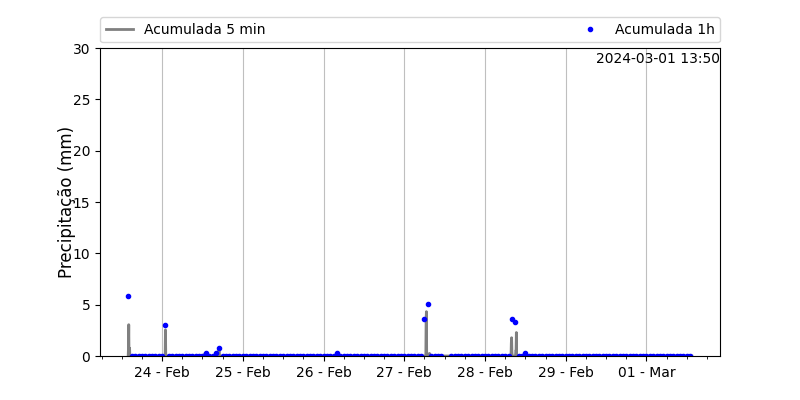 Acumulada 5 min
Acumulada 1h
2024-03-01 13:50
Precipitação (mm)
30
25
20
15
10
5
0
24 - Feb
25 - Feb
26 - Feb
27 - Feb
28 - Feb
29 - Feb
01 - Mar